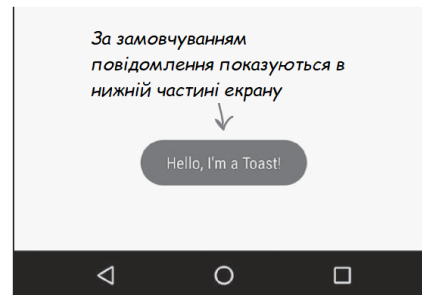 За замовчуванням
повідомлення показуються в
нижній частині екрану
Hello, I'm a Toast!